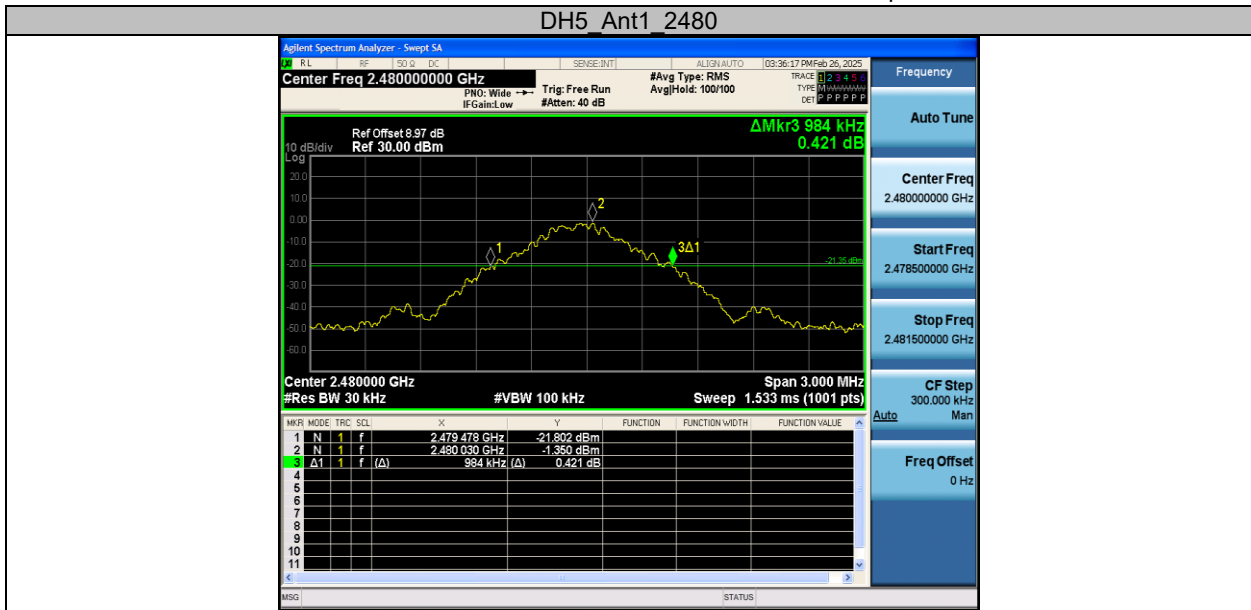 DH5_Ant1_2480
Agilent Spectrum Analyzer - Swept SA
RL RF 50 Ω DC SENSE:INT ALIGNAUTO 03:36:17 PM Feb 26, 2025
Center Freq 2.480000000 GHz
PNO: Wide
IFGain:Low
Trig: Free Run
#Atten: 40 dB
#Avg Type: RMS
Avg|Hold: 100/100
TRACE 1 2 3 4 5 6
TYPE M
DET P P P P P P
ΔMkr3 984 kHz
0.421 dB
Ref Offset 8.97 dB
10 dB/div Ref 30.00 dBm
Log
20.0
10.0
0.00
-10.0
-20.0
-30.0
-40.0
-50.0
-60.0
1
2
3Δ1
-21.35 dBm
Center 2.480000 GHz Span 3.000 MHz
#Res BW 30 kHz #VBW 100 kHz Sweep 1.533 ms (1001 pts)
MKR MODE TRC SCL X Y FUNCTION FUNCTION WIDTH FUNCTION VALUE
1 N 1 f 2.479 478 GHz -21.802 dBm
2 N 1 f 2.480 030 GHz -1.350 dBm
3 Δ1 1 f (Δ) 984 kHz (Δ) 0.421 dB
4
5
6
7
8
9
10
11
MSG STATUS
Frequency
Auto Tune
Center Freq
2.480000000 GHz
Start Freq
2.478500000 GHz
Stop Freq
2.481500000 GHz
CF Step
300.000 kHz
Auto Man
Freq Offset
0 Hz